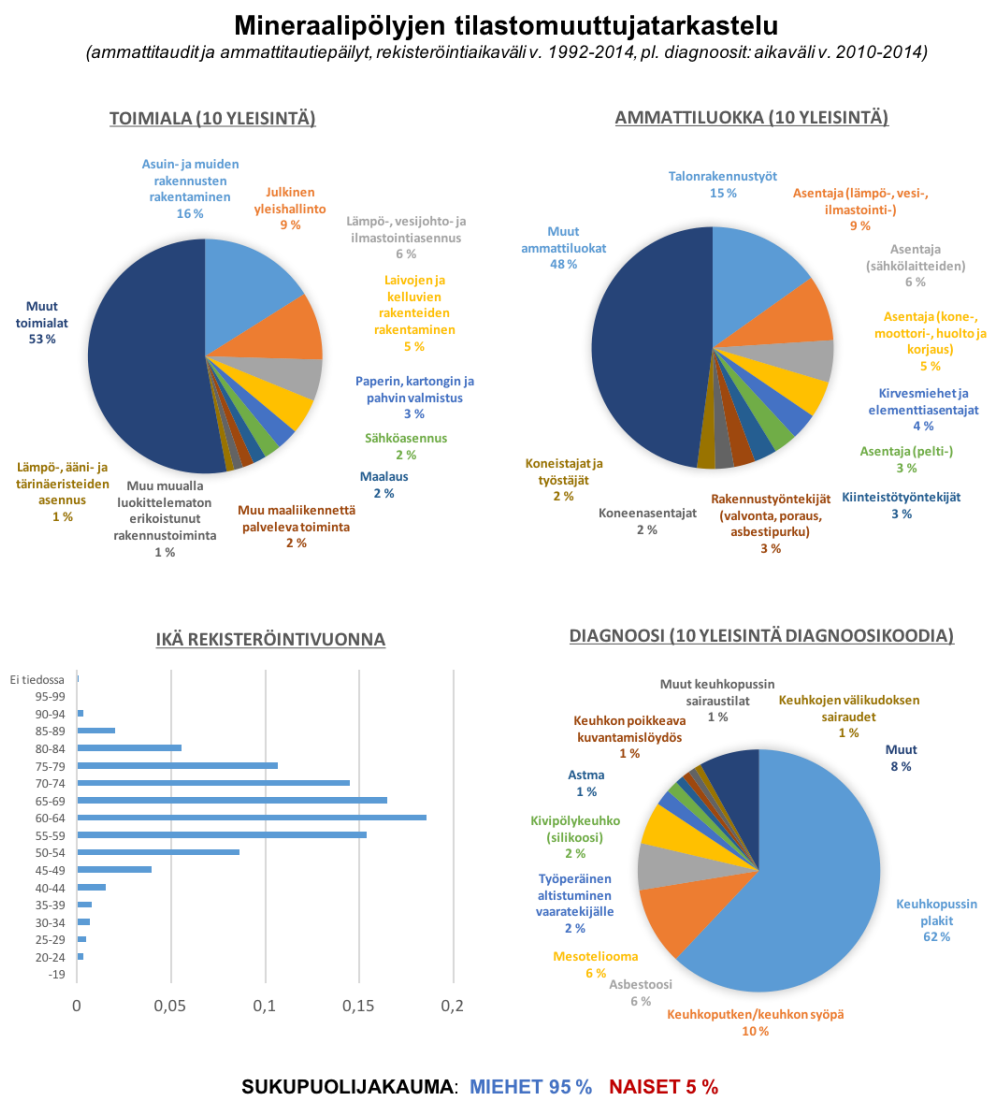 Mineraalipölyjen tilastomuuttujatarkastelu
(ammattitaudit ja ammattitautiepäilyt, rekisteröintiaikaväli v. 1992-2014, pl. diagnoosit: aikaväli v. 2010-2014)
TOIMIALA (10 YLEISINTÄ)
Asuin- ja muiden
rakennusten
rakentaminen
16 %
Julkinen
yleishallinto
9 %
Lämpö-, vesijohto- ja
ilmastointiasennus
6 %
Laivojen ja
kelluvien
rakenteiden
rakentaminen
5 %
Paperin, kartongin ja
pahvin valmistus
3 %
Sähköasennus
2 %
Maalaus
2 %
Muu maaliikennettä
palveleva toiminta
2 %
Muu muualla
luokittelematon
erikoistunut
rakennustoiminta
1 %
Lämpö-, ääni- ja
tärinäeristeiden
asennus
1 %
Muut
toimialat
53 %
AMMATTILUOKKA (10 YLEISINTÄ)
Talonrakennustyöt
15 %
Asentaja (lämpö-, vesi-,
ilmastointi-)
9 %
Asentaja
(sähkölaitteiden)
6 %
Asentaja (kone-,
moottori-, huolto ja
korjaus)
5 %
Kirvesmiehet ja
elementtiasentajat
4 %
Asentaja (pelti-)
3 %
Kiinteistötyöntekijät
3 %
Rakennustyöntekijät
(valvonta, poraus,
asbestipurku)
3 %
Koneenasentajat
2 %
Koneistajat ja
työstäjät
2 %
Muut
ammattiluokat
48 %
IKÄ REKISTERÖINTIVUONNA
Ei tiedossa
95-99
90-94
85-89
80-84
75-79
70-74
65-69
60-64
55-59
50-54
45-49
40-44
35-39
30-34
25-29
20-24
-19
0 0,05 0,1 0,15 0,2
DIAGNOOSI (10 YLEISINTÄ DIAGNOOSIKOODIA)
Keuhkopussin
plakit
62 %
Keuhkoputken/keuhkon syöpä
10 %
Asbestoosi
6 %
Mesoteliooma
6 %
Työperäinen
altistuminen
vaaratekijälle
2 %
Kivipölykeuhko
(silikoosi)
2 %
Astma
1 %
Keuhkon poikkeava
kuvantamislöydös
1 %
Muut keuhkopussin
sairaustilat
1 %
Keuhkojen välikudoksen
sairaudet
1 %
Muut
8 %
SUKUPUOLIJAKAUMA: MIEHET 95 % NAISET 5 %